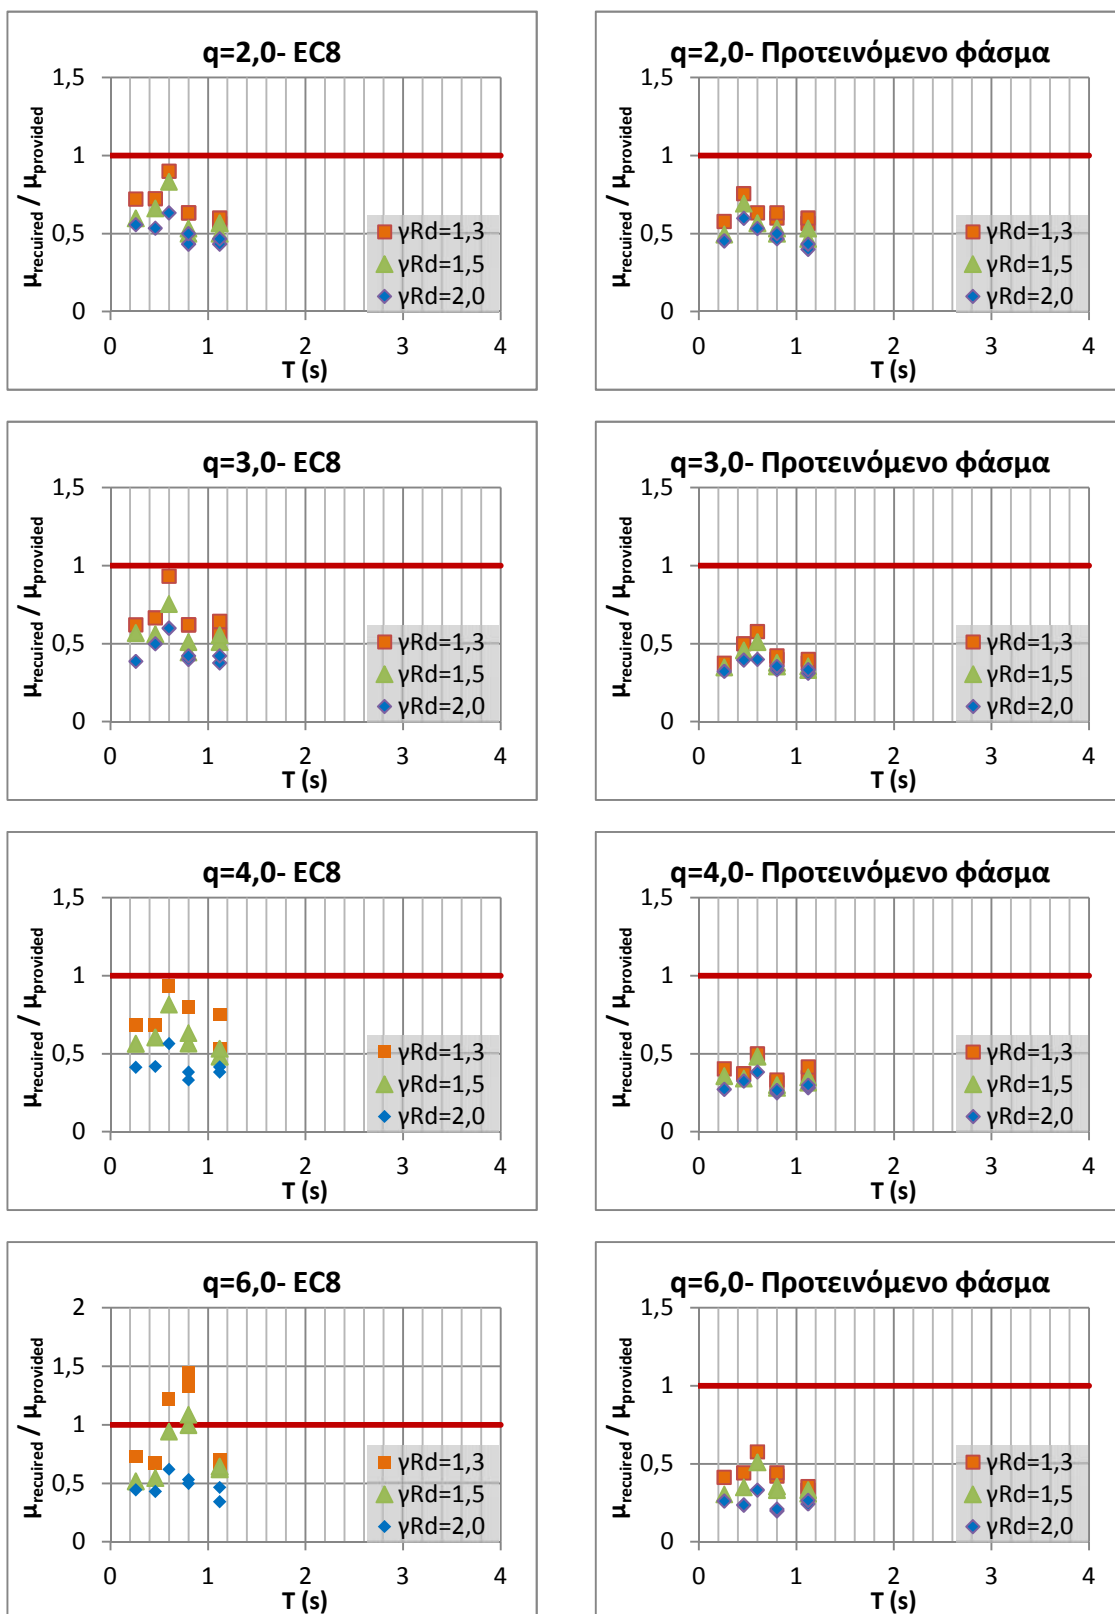 q=2,0- EC8
1,5
1
0,5
0
μrecuired / μprovided
γRd=1,3
γRd=1,5
γRd=2,0
0 1 2 3 4
T (s)
q=2,0- Προτεινόμενο φάσμα
1,5
1
0,5
0
γRd=1,3
γRd=1,5
γRd=2,0
0 1 2 3 4
T (s)
q=3,0- EC8
1,5
1
0,5
0
μrecuired / μprovided
γRd=1,3
γRd=1,5
γRd=2,0
0 1 2 3 4
T (s)
q=3,0- Προτεινόμενο φάσμα
1,5
1
0,5
0
γRd=1,3
γRd=1,5
γRd=2,0
0 1 2 3 4
T (s)
q=4,0- EC8
1,5
1
0,5
0
μrecuired / μprovided
γRd=1,3
γRd=1,5
γRd=2,0
0 1 2 3 4
T (s)
q=4,0- Προτεινόμενο φάσμα
1,5
1
0,5
0
γRd=1,3
γRd=1,5
γRd=2,0
0 1 2 3 4
T (s)
q=6,0- EC8
2
1,5
1
0,5
0
μrecuired / μprovided
γRd=1,3
γRd=1,5
γRd=2,0
0 1 2 3 4
T (s)
q=6,0- Προτεινόμενο φάσμα
1,5
1
0,5
0
γRd=1,3
γRd=1,5
γRd=2,0
0 1 2 3 4
T (s)